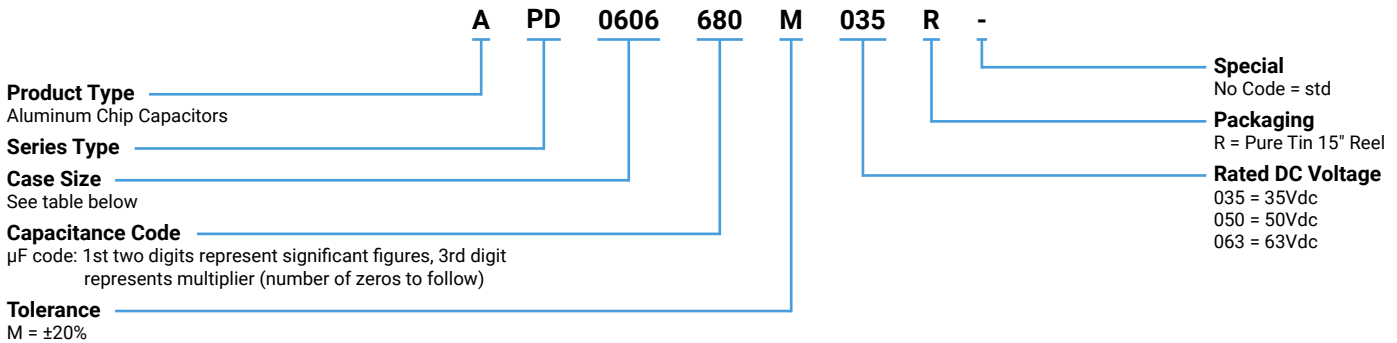 A PD 0606 680 M 035 R -
Product Type
Aluminum Chip Capacitors
Series Type
Case Size
See table below
Capacitance Code
µF code: 1st two digits represent significant figures, 3rd digit
represents multiplier (number of zeros to follow)
Tolerance
M = ±20%
Special
No Code = std
Packaging
R = Pure Tin 15" Reel
Rated DC Voltage
035 = 35Vdc
050 = 50Vdc
063 = 63Vdc